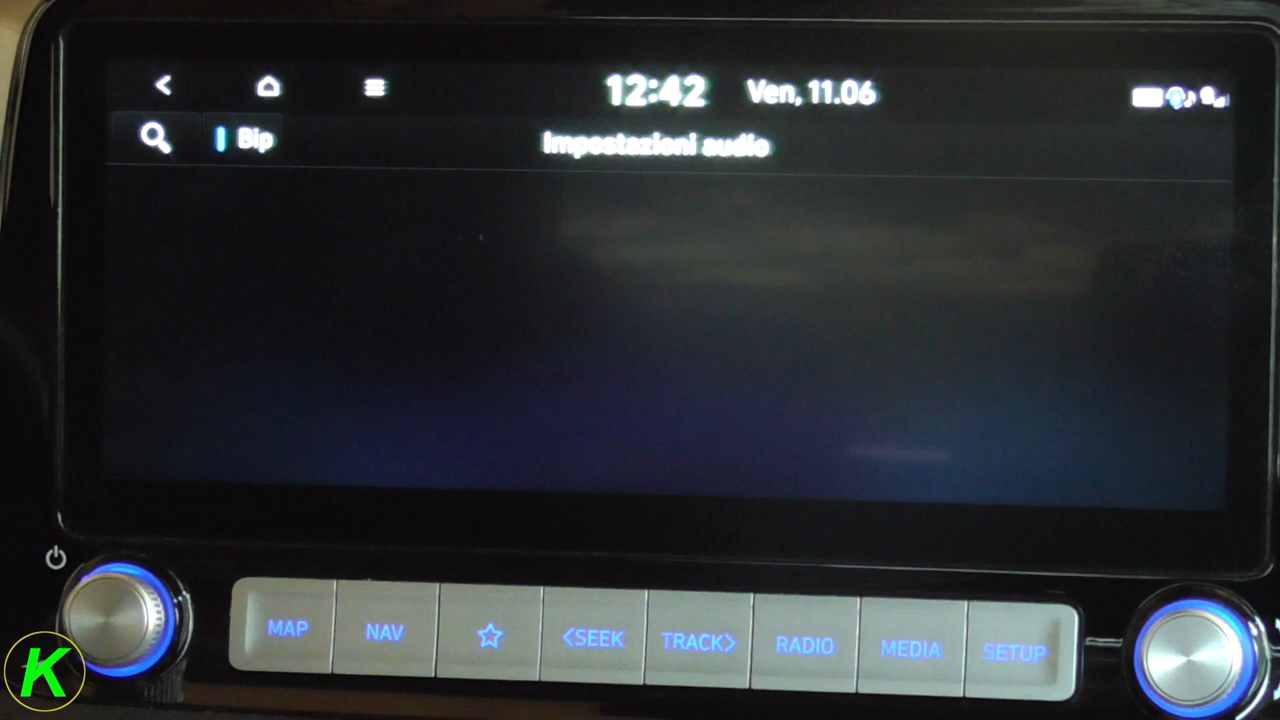 12:42 Ven, 11.06
Bip Impostazioni audio
MAP NAV <SEEK TRACK> RADIO MEDIA SETUP
K